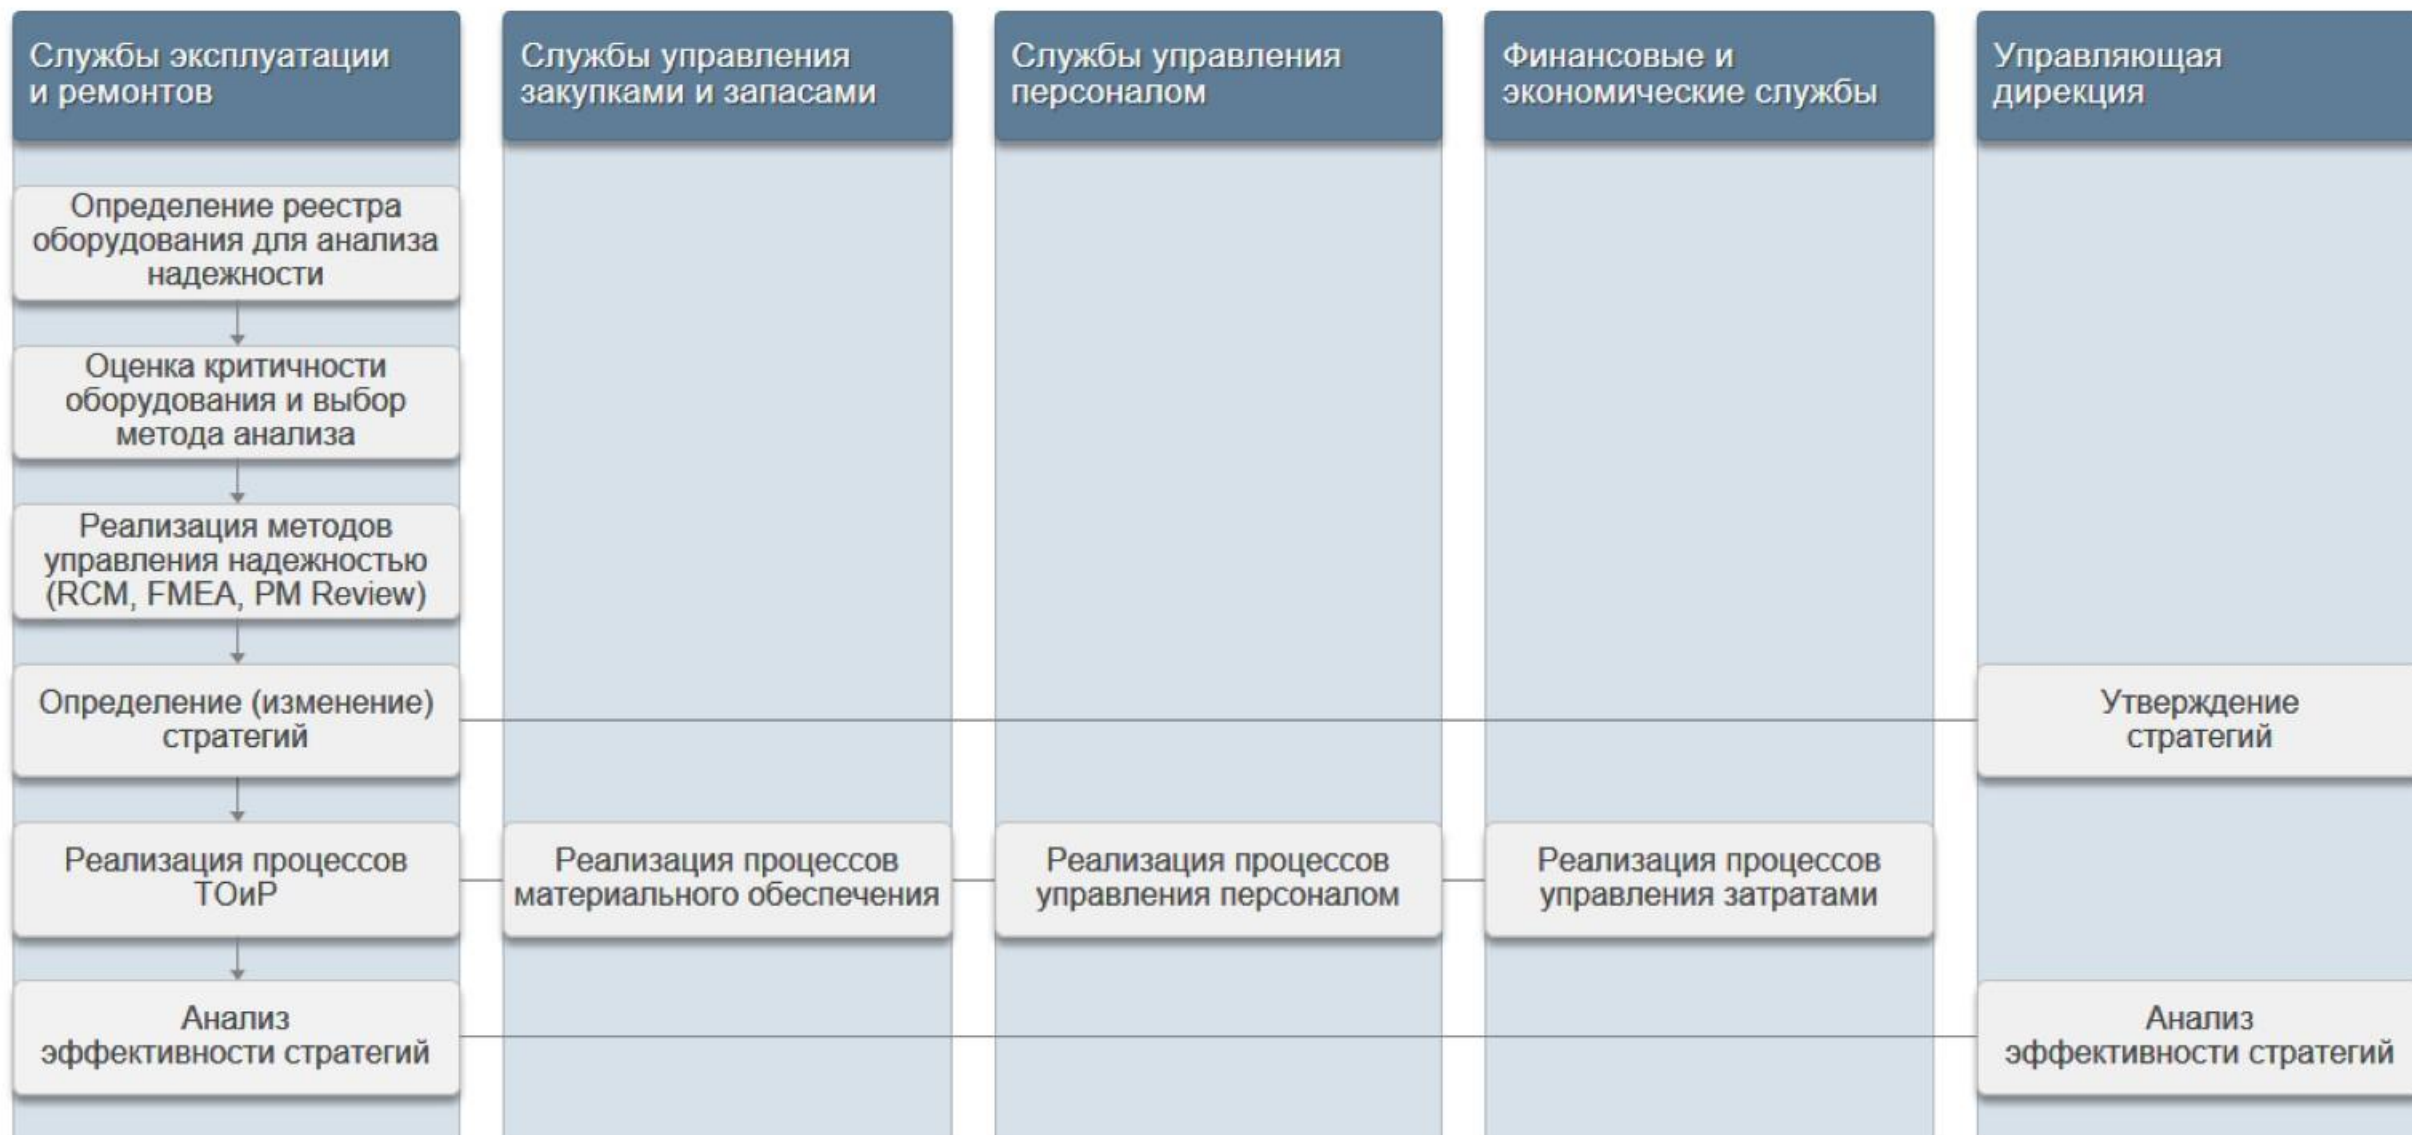 Службы эксплуатации
и ремонтов
Службы управления
закупками и запасами
Службы управления
персоналом
Финансовые и
экономические службы
Управляющая
дирекция
Определение реестра
оборудования для анализа
надежности
Оценка критичности
оборудования и выбор
метода анализа
Реализация методов
управления надежностью
(RCM, FMEA, PM Review)
Определение (изменение)
стратегий
Утверждение
стратегий
Реализация процессов
ТОиР
Реализация процессов
материального обеспечения
Реализация процессов
управления персоналом
Реализация процессов
управления затратами
Анализ
эффективности стратегий
Анализ
эффективности стратегий